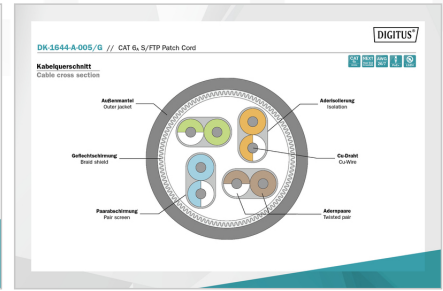 DIGITUS®
DK-1644-A-005/G // CAT 6A S/FTP Patch Cord
Kabelquerschnitt
Cable cross section
Außenmantel
Outer jacket
Aderisolierung
Isolation
Geflechtschirmung
Braid shield
Cu-Draht
Cu-Wire
Paarabschirmung
Pair screen
Adernpaare
Twisted pair